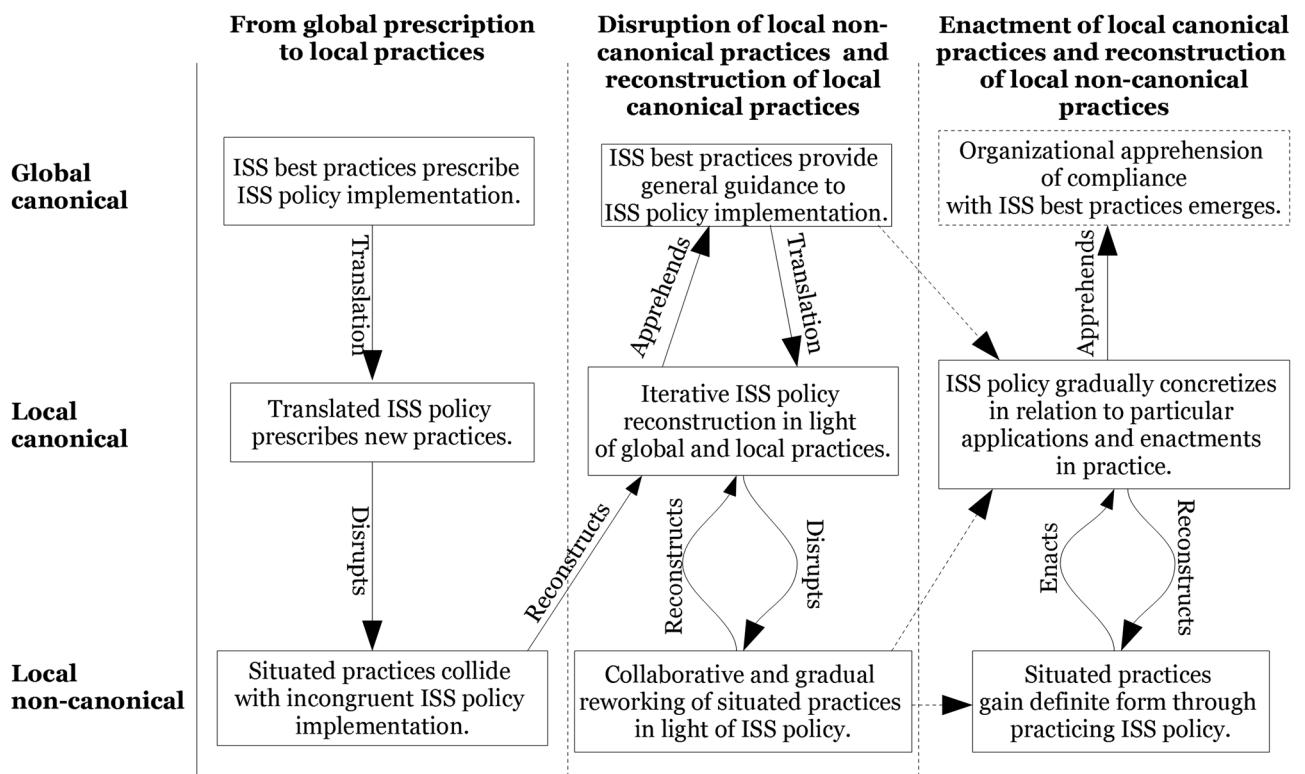 From global prescription
to local practices
Disruption of local non-
canonical practices and
reconstruction of local
canonical practices
Enactment of local canonical
practices and reconstruction
of local non-canonical
practices
Global
canonical
ISS best practices prescribe
ISS policy implementation.
ISS best practices provide
general guidance to
ISS policy implementation.
Organizational apprehension
of compliance
with ISS best practices emerges.
Translation
Apprehends
Translation
Apprehends
Local
canonical
Translated ISS policy
prescribes new practices.
Iterative ISS policy
reconstruction in light
of global and local practices.
ISS policy gradually concretizes
in relation to particular
applications and enactments
in practice.
Disrupts
Reconstructs
Reconstructs
Disrupts
Enacts
Reconstructs
Local
non-canonical
Situated practices collide
with incongruent ISS policy
implementation.
Collaborative and gradual
reworking of situated practices
in light of ISS policy.
Situated practices
gain definite form through
practicing ISS policy.